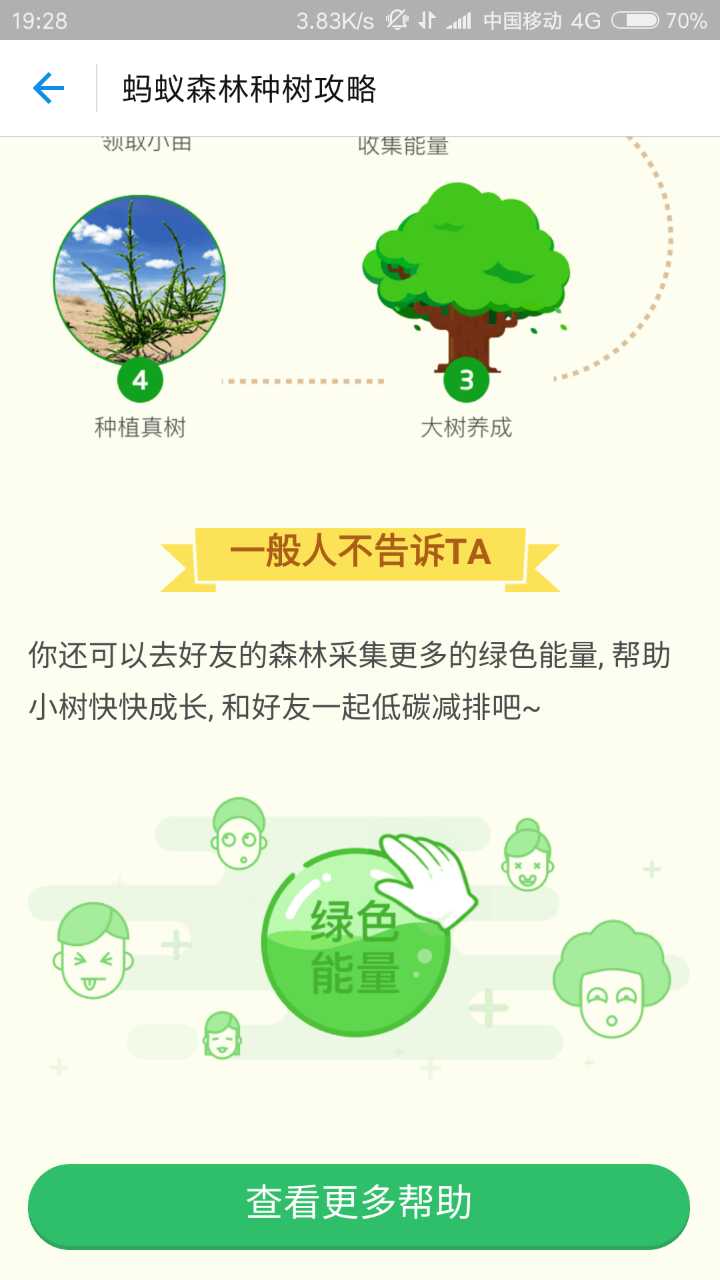 19:28 3.83K/s 中国移动 4G 70%
蚂蚁森林种树攻略
领取小苗 收集能量
4 3
种植真树 大树养成
一般人不告诉TA
你还可以去好友的森林采集更多的绿色能量, 帮助
小树快快成长, 和好友一起低碳减排吧~
绿色
能量
查看更多帮助